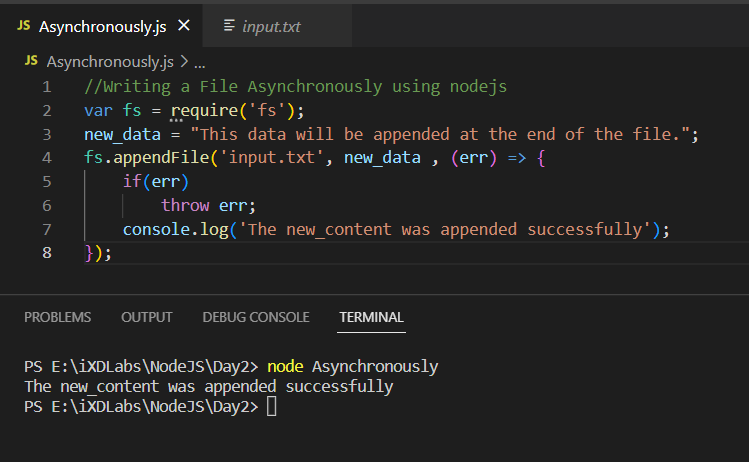 JS Asynchronously.js × input.txt
JS Asynchronously.js > ...
1 //Writing a File Asynchronously using nodejs
2 var fs = require('fs');
3 new_data = "This data will be appended at the end of the file.";
4 fs.appendFile('input.txt', new_data , (err) => {
5     if(err)
6         throw err;
7     console.log('The new_content was appended successfully');
8 });
PROBLEMS OUTPUT DEBUG CONSOLE TERMINAL
PS E:\iXDLabs\NodeJS\Day2> node Asynchronously
The new_content was appended successfully
PS E:\iXDLabs\NodeJS\Day2>